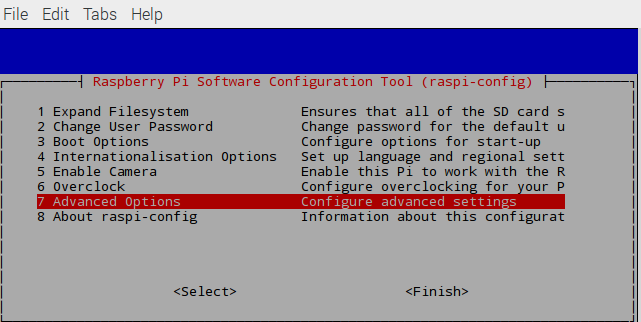 File Edit Tabs Help
Raspberry Pi Software Configuration Tool (raspi-config)
1 Expand Filesystem Ensures that all of the SD card s
2 Change User Password Change password for the default u
3 Boot Options Configure options for start-up
4 Internationalisation Options Set up language and regional sett
5 Enable Camera Enable this Pi to work with the R
6 Overclock Configure overclocking for your P
7 Advanced Options Configure advanced settings
8 About raspi-config Information about this configurat
<Select> <Finish>